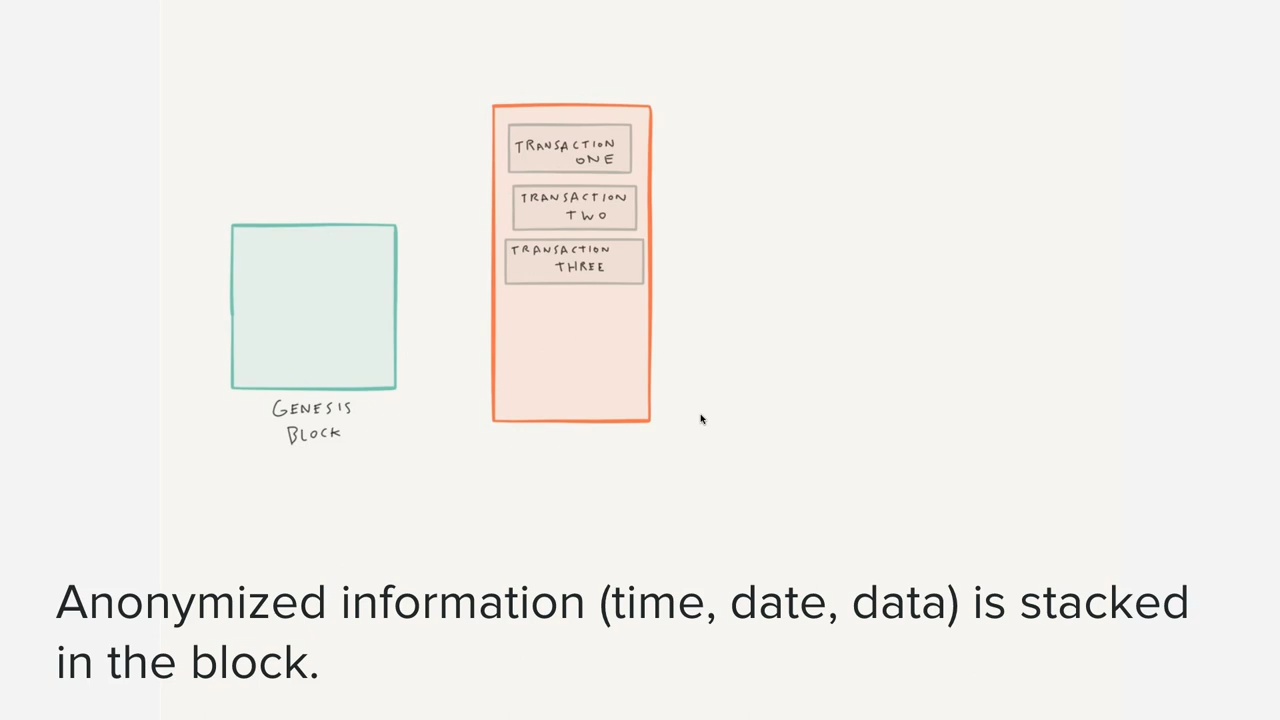 TRANSACTION
ONE
TRANSACTION
TWO
TRANSACTION
THREE
GENESIS
BLOCK
Anonymized information (time, date, data) is stacked
in the block.